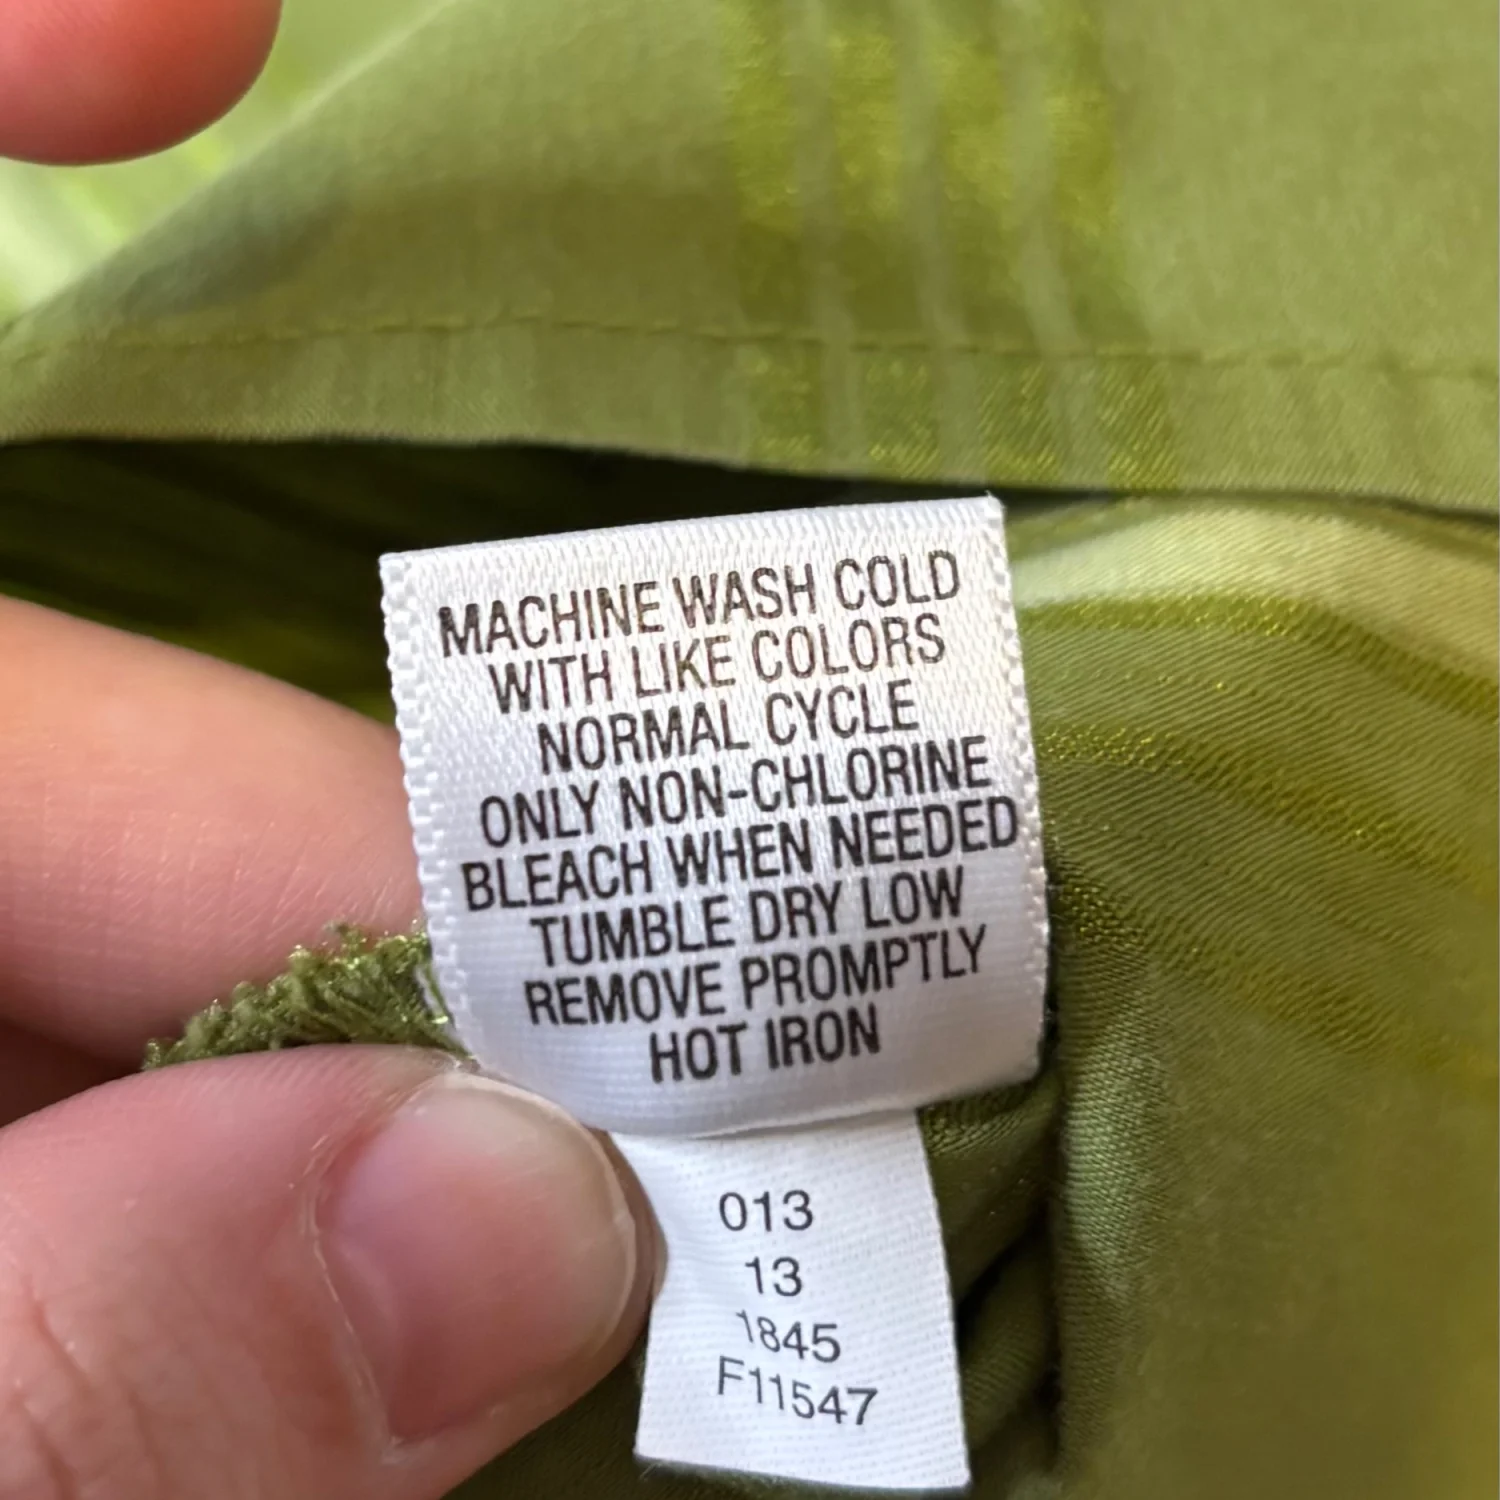 MACHINE WASH COLD
WITH LIKE COLORS
NORMAL CYCLE
ONLY NON-CHLORINE
BLEACH WHEN NEEDED
TUMBLE DRY LOW
REMOVE PROMPTLY
HOT IRON
013
13
1845
F11547